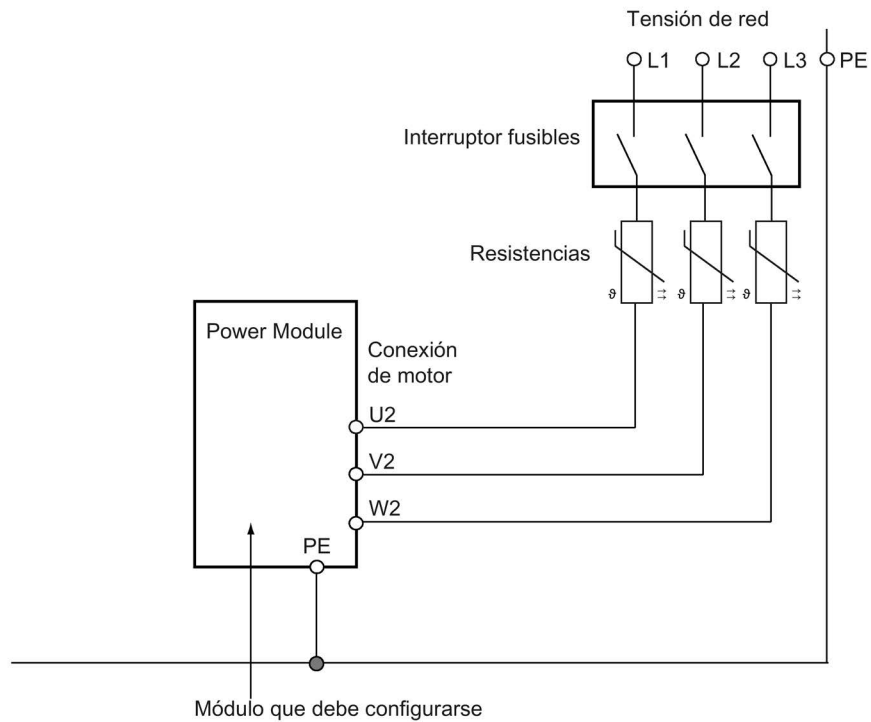 Tensión de red
L1
L2
L3
PE
Interruptor fusibles
Resistencias
ϑ
ϑ
ϑ
Power Module
Conexión
de motor
U2
V2
W2
PE
Módulo que debe configurarse